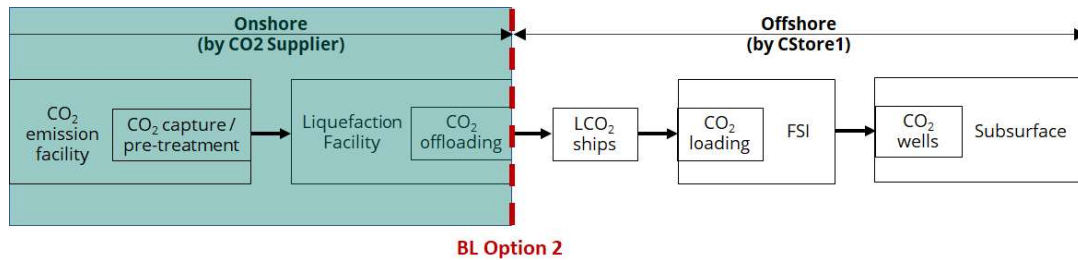 Onshore
(by CO2 Supplier)
Offshore
(by CStore1)
CO₂
emission
facility
CO₂ capture /
pre-treatment
Liquefaction
Facility
CO₂
offloading
LCO₂
ships
CO₂
loading
FSI
CO₂
wells
Subsurface
BL Option 2